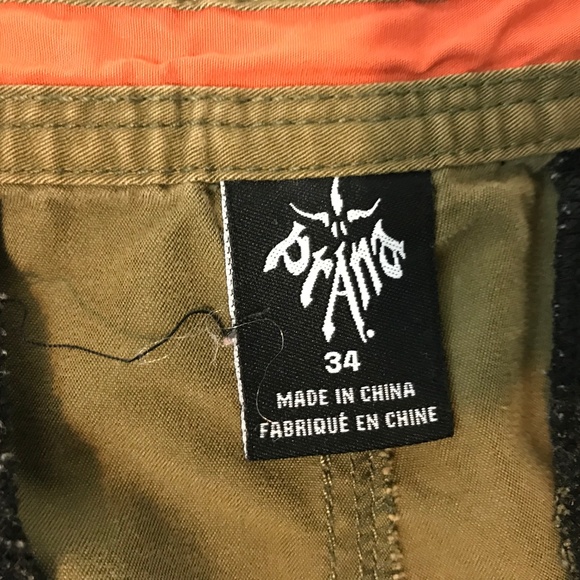 prAna.
34
MADE IN CHINA
FABRIQUÉ EN CHINE